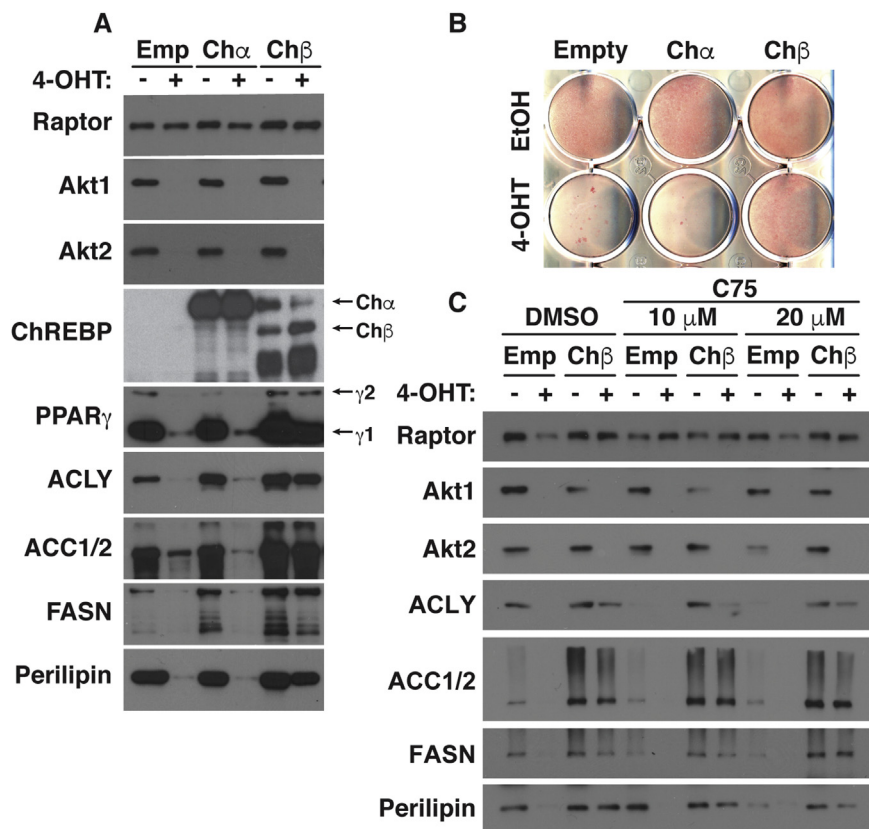 A
Emp Chα Chβ
4-OHT: - + - + - +
Raptor
Akt1
Akt2
ChREBP
←Chα
←Chβ
PPARγ
←γ2
←γ1
ACLY
ACC1/2
FASN
Perilipin
B
Empty Chα Chβ
EtOH
4-OHT
C
C75
DMSO 10 μM 20 μM
Emp Chβ Emp Chβ Emp Chβ
4-OHT: - + - + - + - + - + - +
Raptor
Akt1
Akt2
ACLY
ACC1/2
FASN
Perilipin